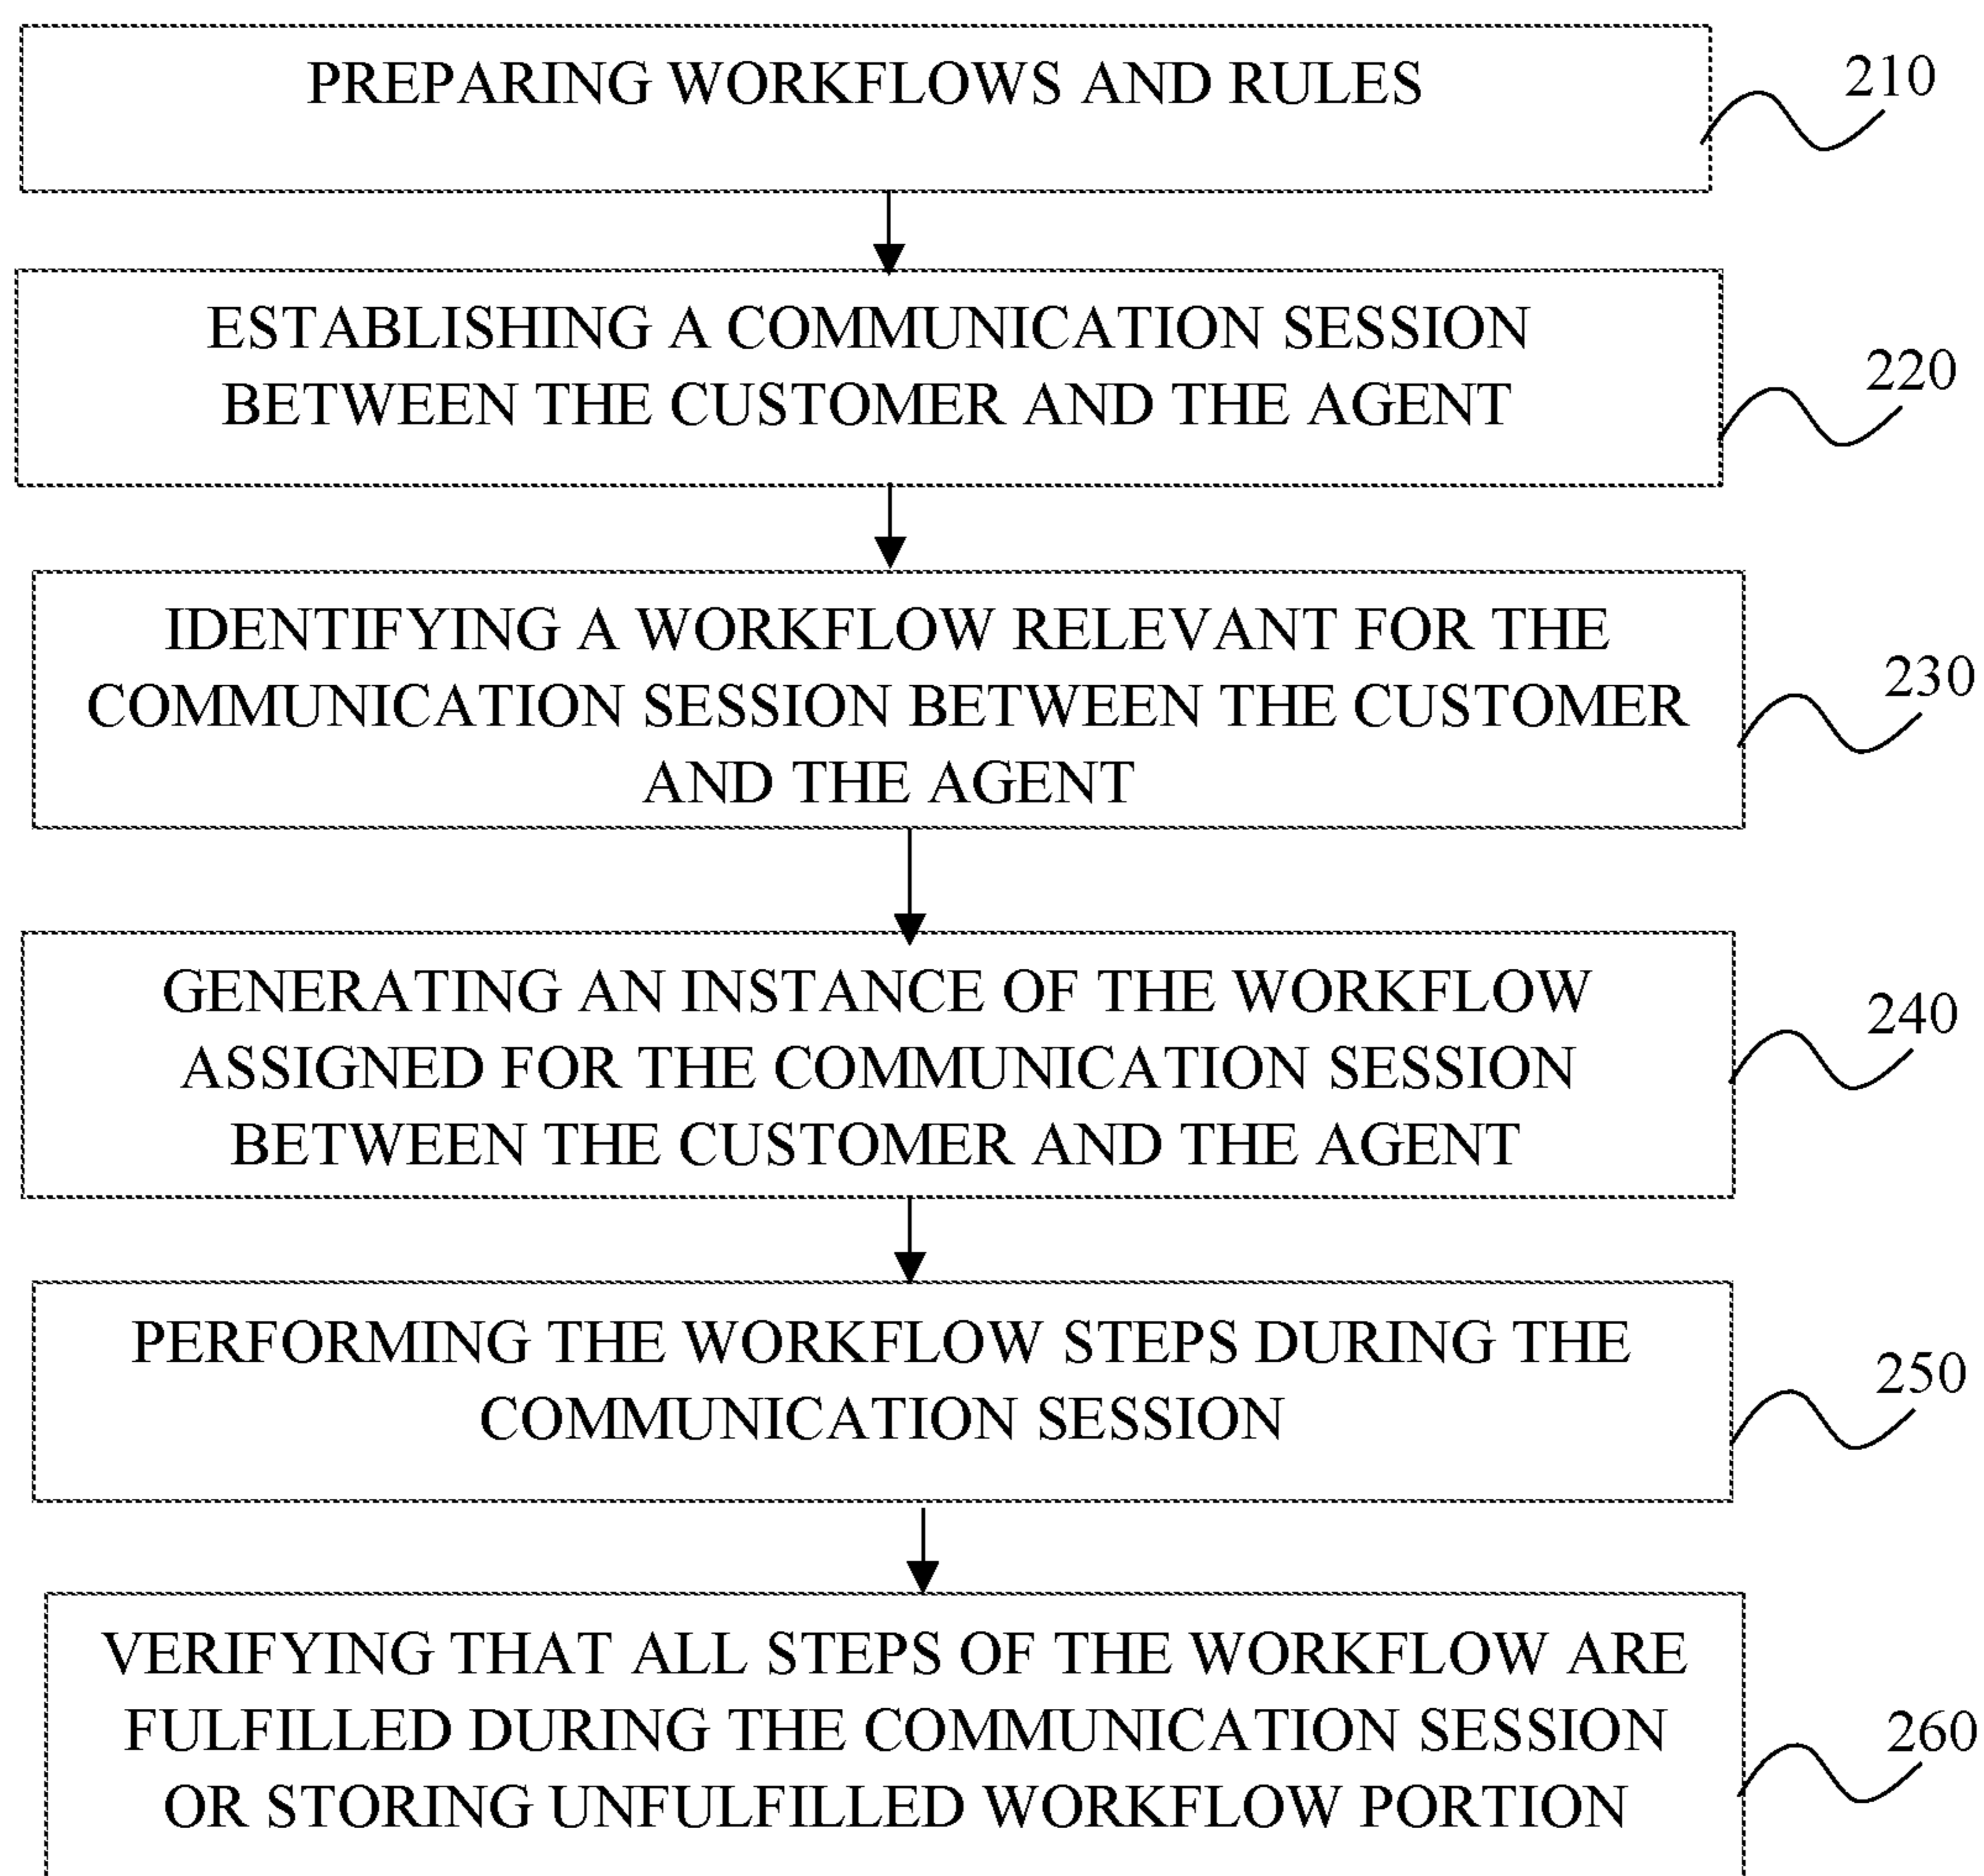 PREPARING WORKFLOWS AND RULES
210
ESTABLISHING A COMMUNICATION SESSION
BETWEEN THE CUSTOMER AND THE AGENT
220
IDENTIFYING A WORKFLOW RELEVANT FOR THE
COMMUNICATION SESSION BETWEEN THE CUSTOMER
AND THE AGENT
230
GENERATING AN INSTANCE OF THE WORKFLOW
ASSIGNED FOR THE COMMUNICATION SESSION
BETWEEN THE CUSTOMER AND THE AGENT
240
PERFORMING THE WORKFLOW STEPS DURING THE
COMMUNICATION SESSION
250
VERIFYING THAT ALL STEPS OF THE WORKFLOW ARE
FULFILLED DURING THE COMMUNICATION SESSION
OR STORING UNFULFILLED WORKFLOW PORTION
260